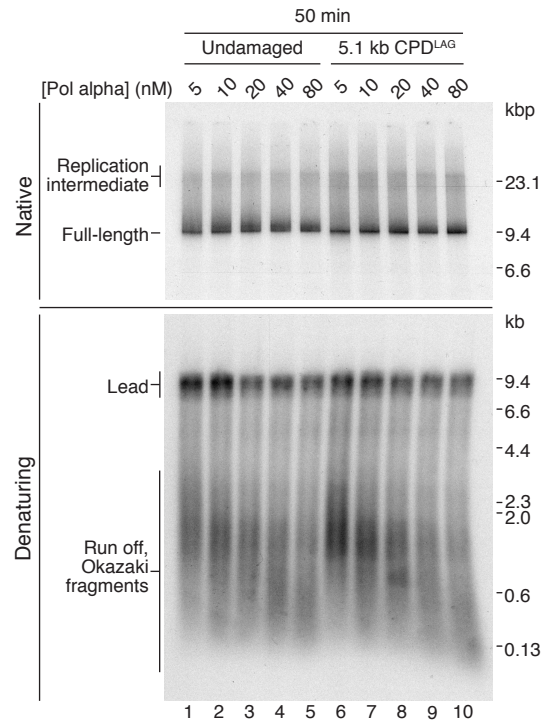 50 min
Undamaged 5.1 kb CPDᴸᴬᴳ
[Pol alpha] (nM) 5 10 20 40 80 5 10 20 40 80
kbp
Native
Replication
intermediate
23.1
Full-length
9.4
6.6
kb
Denaturing
Lead
9.4
6.6
4.4
2.3
2.0
Run off,
Okazaki
fragments
0.6
0.13
1 2 3 4 5 6 7 8 9 10